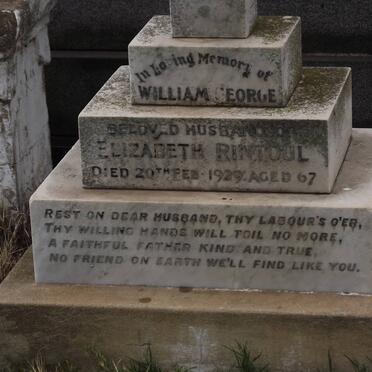 In Loving Memory of
WILLIAM GEORGE
BELOVED HUSBAND OF
ELIZABETH RINTOUL
DIED 20TH FEB. 1929. AGED 67
REST ON DEAR HUSBAND, THY LABOUR'S O'ER,
THY WILLING HANDS WILL TOIL NO MORE,
A FAITHFUL FATHER KIND AND TRUE,
NO FRIEND ON EARTH WE'LL FIND LIKE YOU.